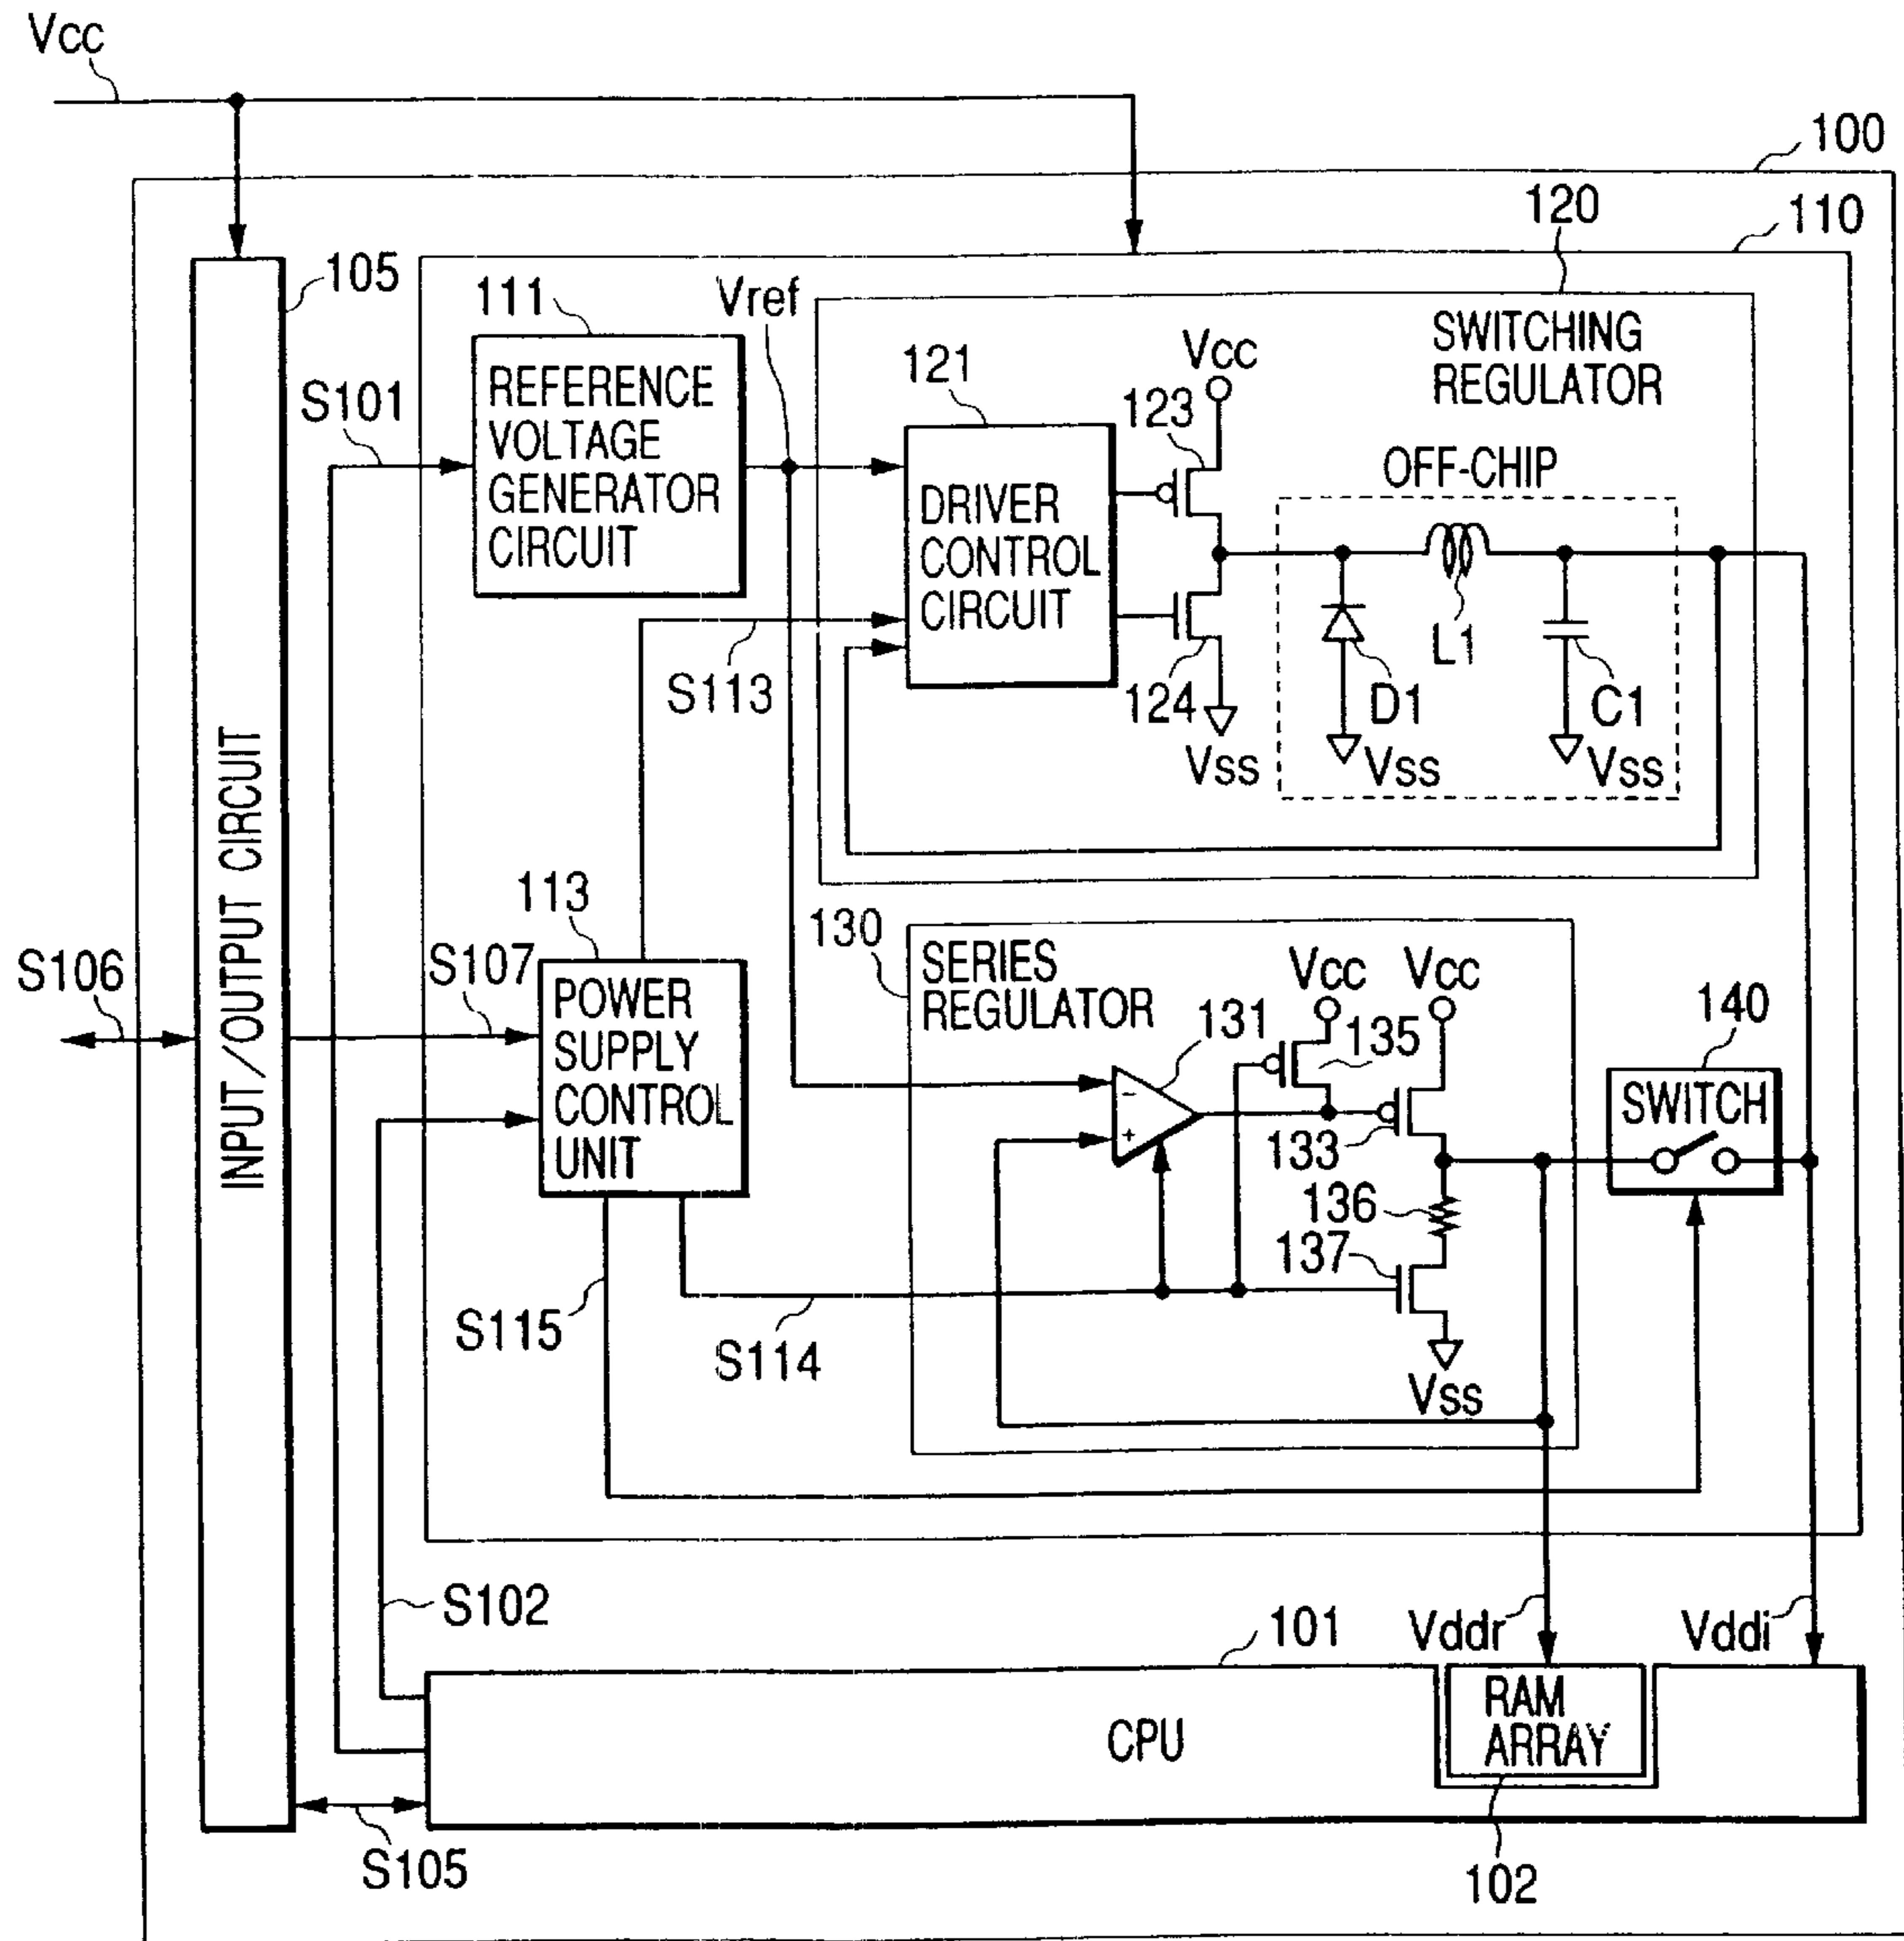 Vcc
100
120
110
105
111
Vref
SWITCHING
REGULATOR
121
Vcc
123
S101
REFERENCE
VOLTAGE
GENERATOR
CIRCUIT
OFF-CHIP
DRIVER
CONTROL
CIRCUIT
L1
S113
124
D1
C1
Vss
Vss
Vss
INPUT/OUTPUT CIRCUIT
113
130
SERIES
REGULATOR
Vcc
Vcc
S106
S107
POWER
SUPPLY
CONTROL
UNIT
131
135
140
SWITCH
-
+
133
136
137
S115
S114
Vss
S102
101
Vddr
Vddi
CPU
RAM
ARRAY
S105
102